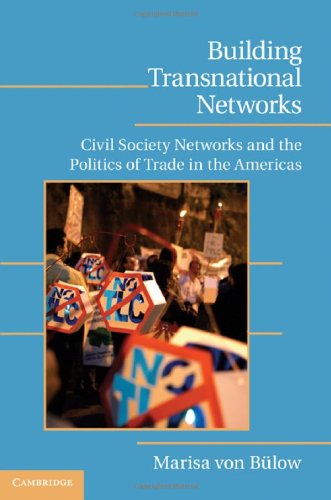 Building
Transnational
Networks
Civil Society Networks and the
Politics of Trade in the Americas
NO
TLC
NO
TLC
NO
TLC
CAMBRIDGE
Marisa von Bülow